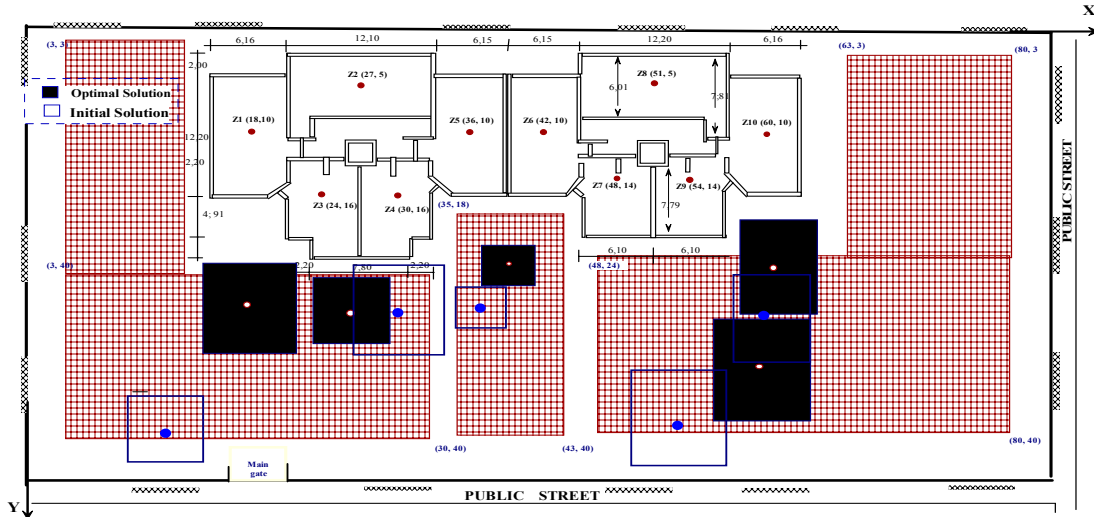 X
6,16
12,10
6,15
6,15
12,20
6,16
(3, 3)
(63, 3)
(80, 3
2,00
Z2 (27, 5)
Z8 (51, 5)
6,01
7,81
Optimal Solution
Initial Solution
Z1 (18,10)
Z5 (36, 10)
Z6 (42, 10)
Z10 (60, 10)
12,20
2,20
Z7 (48, 14)
Z9 (54, 14)
Z3 (24, 16)
Z4 (30, 16)
(35, 18)
7,79
4; 91
PUBLIC STREET
6,10
6,10
(3, 40)
2,20
7,80
2,20
(48, 24)
(30, 40)
(43, 40)
(80, 40)
Main
gate
PUBLIC STREET
Y